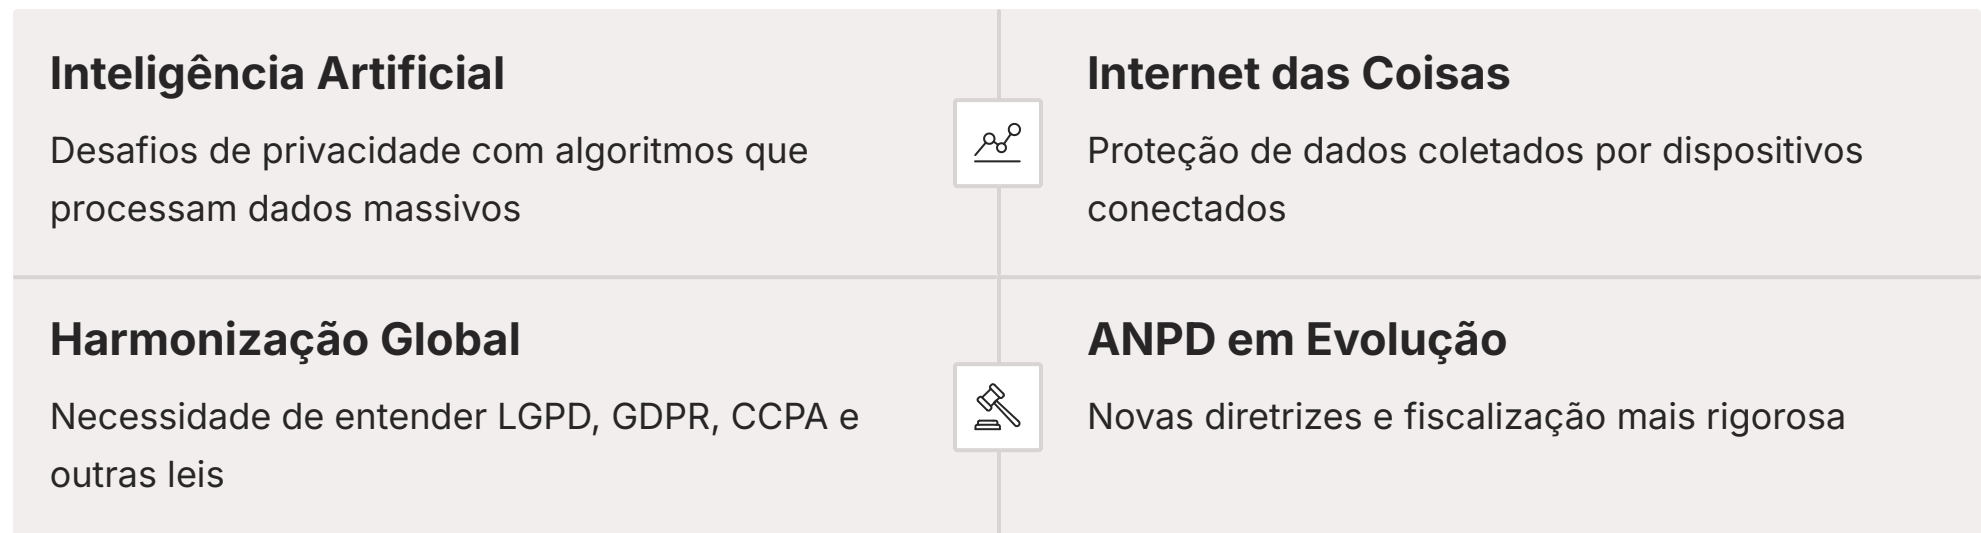 Inteligência Artificial
Desafios de privacidade com algoritmos que
processam dados massivos
Internet das Coisas
Proteção de dados coletados por dispositivos
conectados
Harmonização Global
Necessidade de entender LGPD, GDPR, CCPA e
outras leis
ANPD em Evolução
Novas diretrizes e fiscalização mais rigorosa